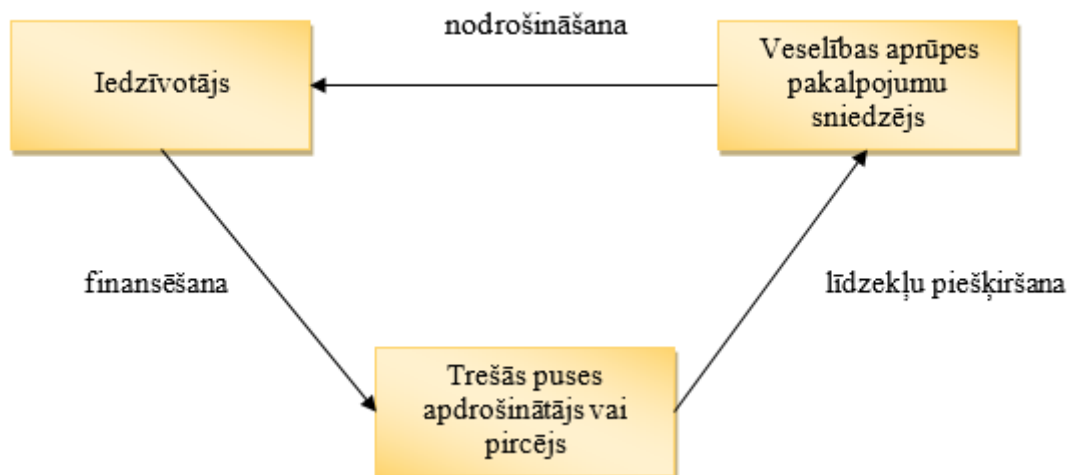 nodrošināšana
Iedzīvotājs
Veselības aprūpes
pakalpojumu
sniedzējs
finansēšana
līdzekļu piešķiršana
Trešās puses
apdrošinātājs vai
pircējs